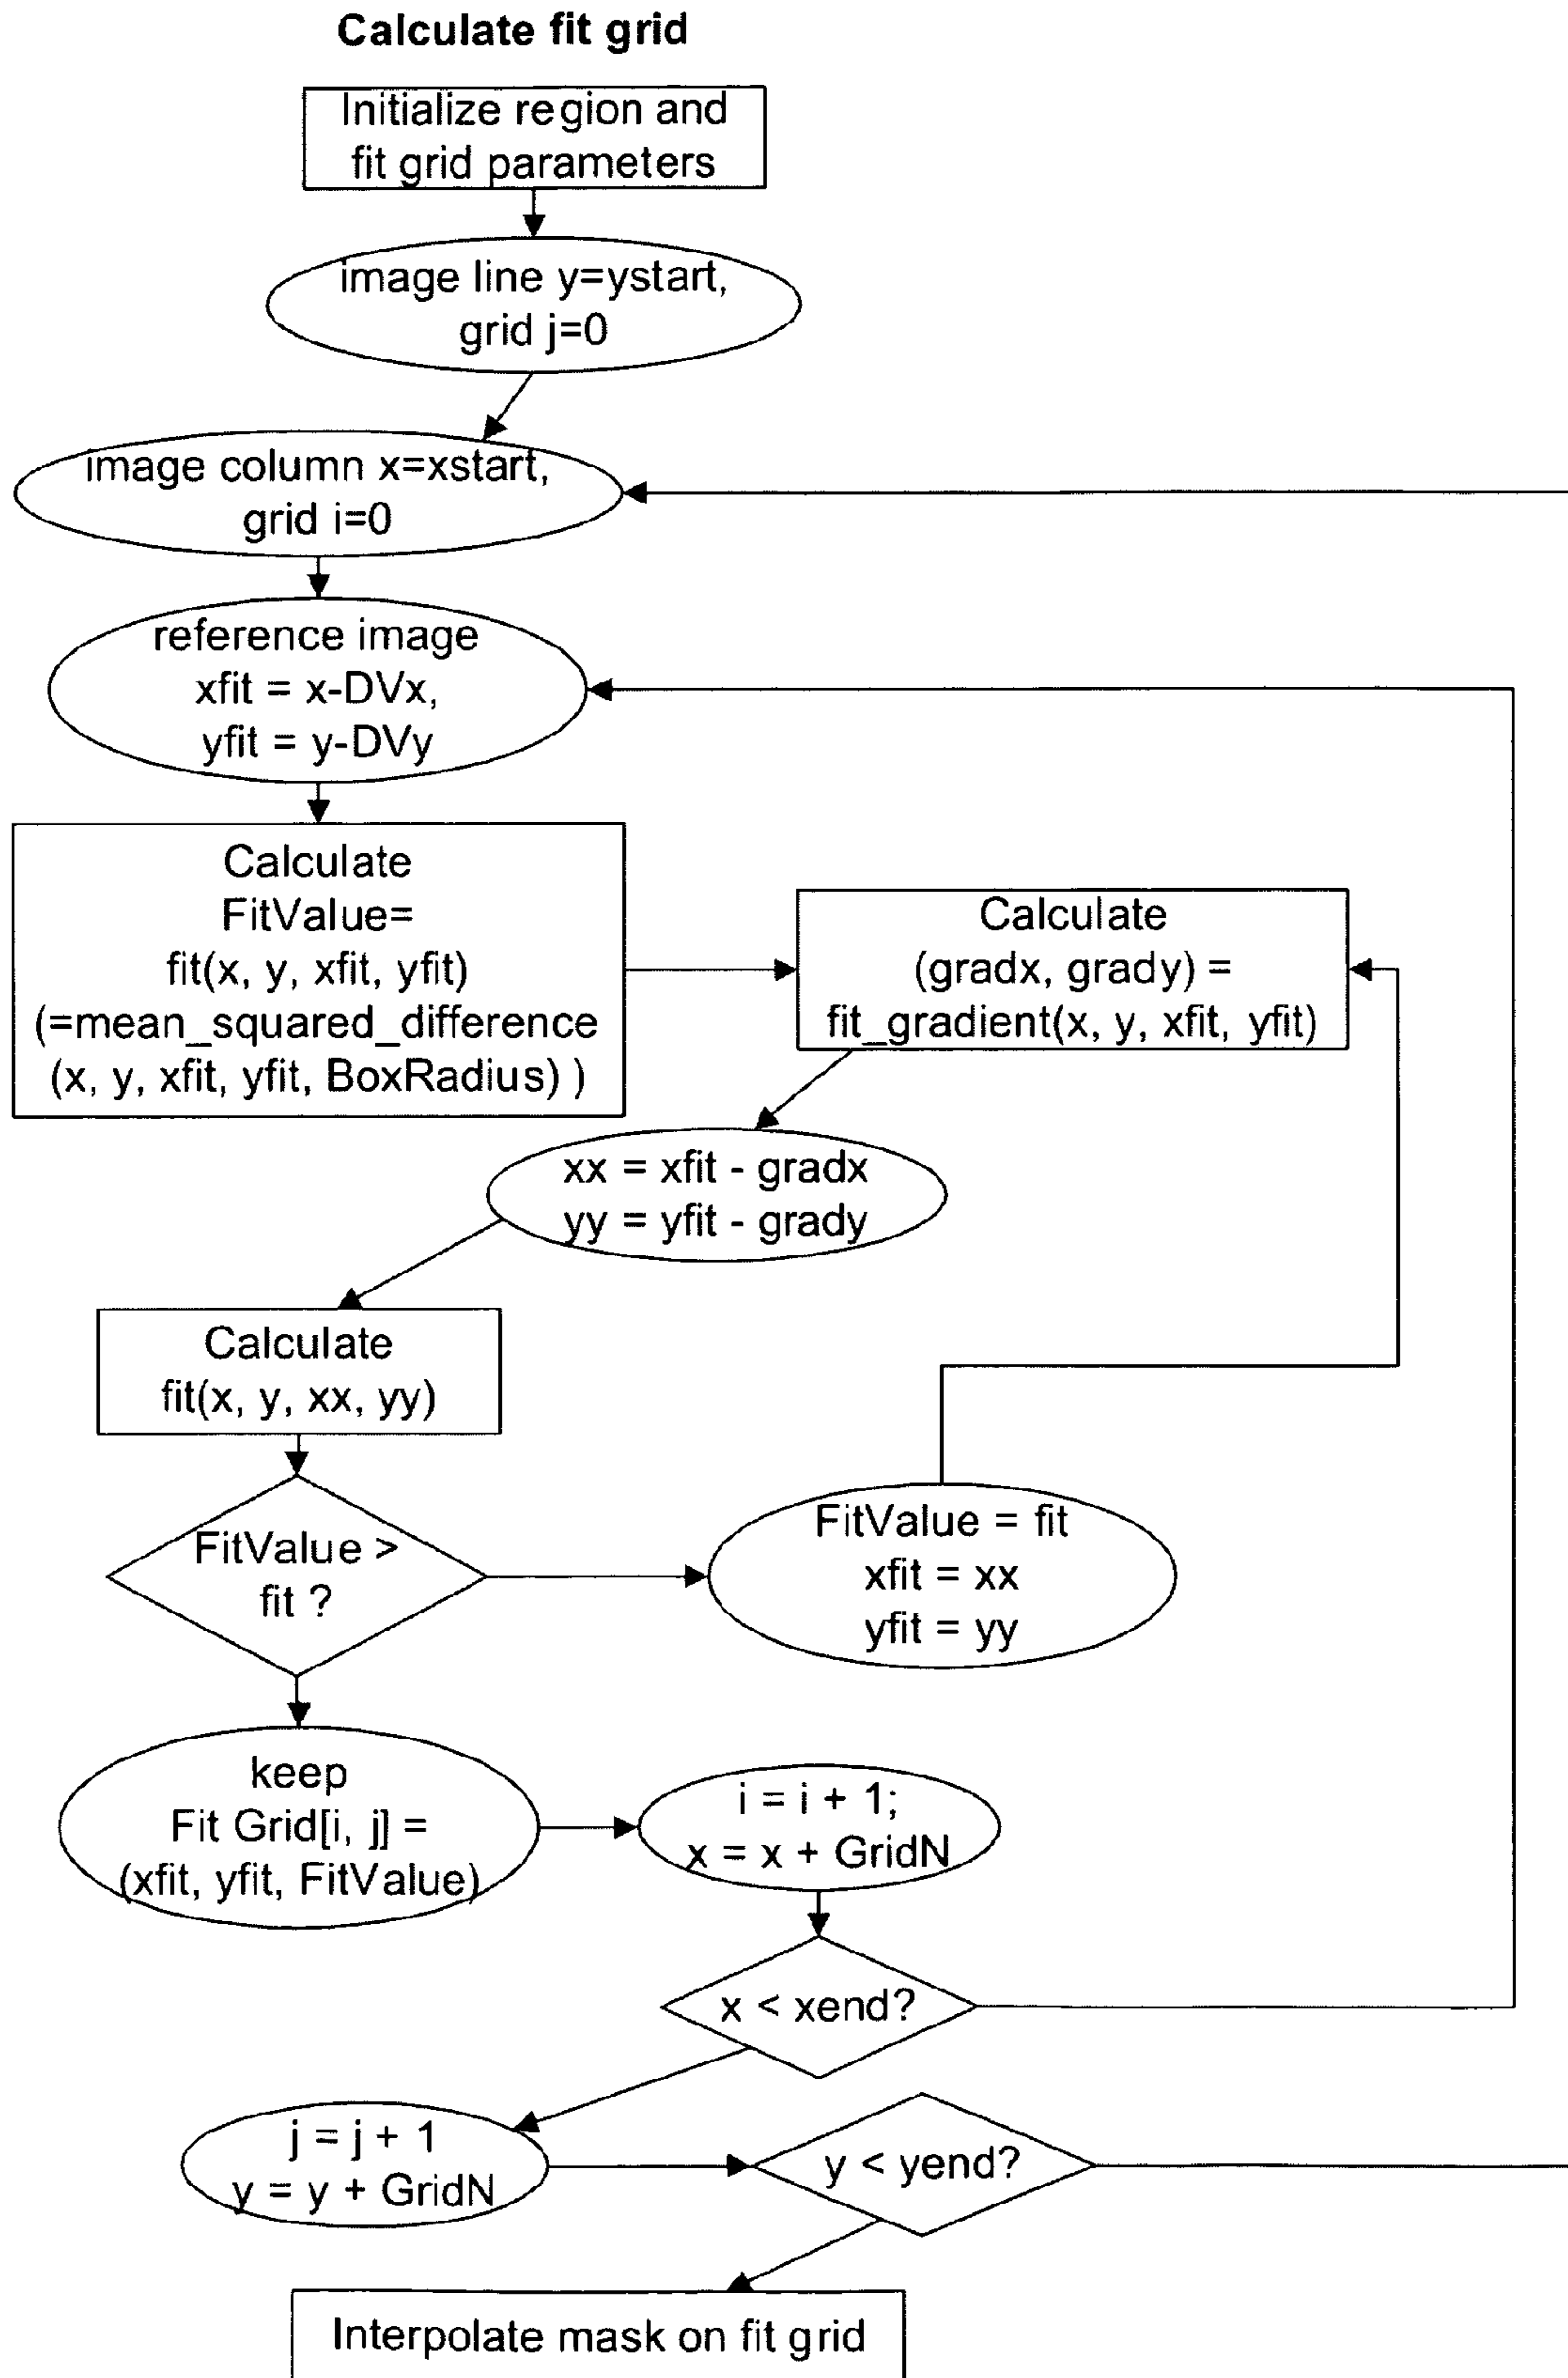 Calculate fit grid
Initialize region and
fit grid parameters
image line y=ystart,
grid j=0
image column x=xstart,
grid i=0
reference image
xfit = x-DVx,
yfit = y-DVy
Calculate
FitValue=
fit(x, y, xfit, yfit)
(=mean_squared_difference
(x, y, xfit, yfit, BoxRadius) )
Calculate
(gradx, grady) =
fit_gradient(x, y, xfit, yfit)
xx = xfit - gradx
yy = yfit - grady
Calculate
fit(x, y, xx, yy)
FitValue >
fit ?
FitValue = fit
xfit = xx
yfit = yy
keep
Fit Grid[i, j] =
(xfit, yfit, FitValue)
i = i + 1;
x = x + GridN
x < xend?
j = j + 1
y = y + GridN
y < yend?
Interpolate mask on fit grid